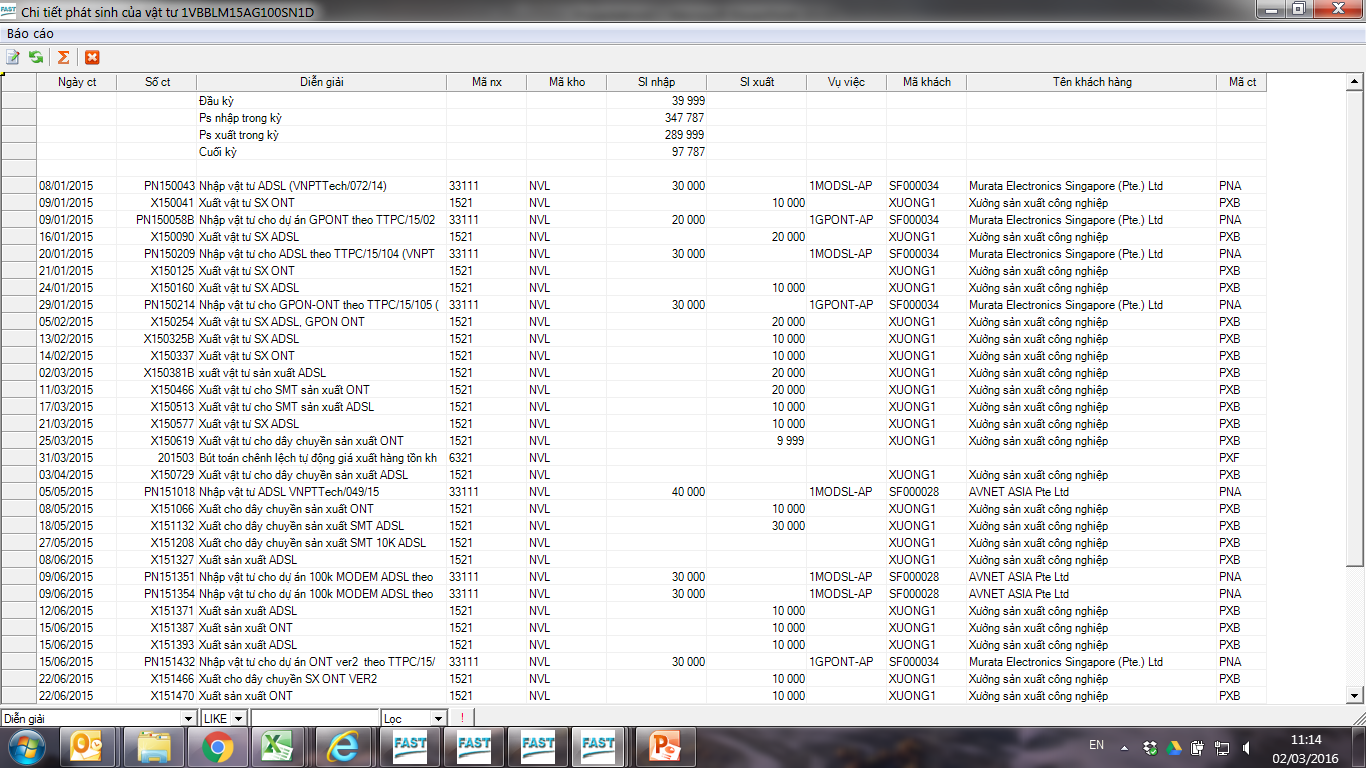 FAST Chi tiết phát sinh của vật tư 1VBBLM15AG100SN1D
Báo cáo
Ngày ct Số ct Diễn giải Mã nx Mã kho Sl nhập Sl xuất Vụ việc Mã khách Tên khách hàng Mã ct
Đầu kỳ 39 999
Ps nhập trong kỳ 347 787
Ps xuất trong kỳ 289 999
Cuối kỳ 97 787
08/01/2015 PN150043 Nhập vật tư ADSL (VNPTTech/072/14) 33111 NVL 30 000 1MODSL-AP SF000034 Murata Electronics Singapore (Pte.) Ltd PNA
09/01/2015 X150041 Xuất vật tư SX ONT 1521 NVL 10 000 XUONG1 Xưởng sản xuất công nghiệp PXB
09/01/2015 PN150058B Nhập vật tư cho dự án GPONT theo TTPC/15/02 33111 NVL 20 000 1GPONT-AP SF000034 Murata Electronics Singapore (Pte.) Ltd PNA
16/01/2015 X150090 Xuất vật tư SX ADSL 1521 NVL 20 000 XUONG1 Xưởng sản xuất công nghiệp PXB
20/01/2015 PN150209 Nhập vật tư cho ADSL theo TTPC/15/104 (VNPT 33111 NVL 30 000 1MODSL-AP SF000034 Murata Electronics Singapore (Pte.) Ltd PNA
21/01/2015 X150125 Xuất vật tư SX ONT 1521 NVL XUONG1 Xưởng sản xuất công nghiệp PXB
24/01/2015 X150160 Xuất vật tư SX ADSL 1521 NVL 10 000 XUONG1 Xưởng sản xuất công nghiệp PXB
29/01/2015 PN150214 Nhập vật tư cho GPON-ONT theo TTPC/15/105 ( 33111 NVL 30 000 1GPONT-AP SF000034 Murata Electronics Singapore (Pte.) Ltd PNA
05/02/2015 X150254 Xuất vật tư SX ADSL, GPON ONT 1521 NVL 20 000 XUONG1 Xưởng sản xuất công nghiệp PXB
13/02/2015 X150325B Xuất vật tư SX ADSL 1521 NVL 10 000 XUONG1 Xưởng sản xuất công nghiệp PXB
14/02/2015 X150337 Xuất vật tư SX ONT 1521 NVL 10 000 XUONG1 Xưởng sản xuất công nghiệp PXB
02/03/2015 X150381B xuất vật tư sản xuất ADSL 1521 NVL 20 000 XUONG1 Xưởng sản xuất công nghiệp PXB
11/03/2015 X150466 Xuất vật tư cho SMT sản xuất ONT 1521 NVL 20 000 XUONG1 Xưởng sản xuất công nghiệp PXB
17/03/2015 X150513 Xuất vật tư cho SMT sản xuất ADSL 1521 NVL 10 000 XUONG1 Xưởng sản xuất công nghiệp PXB
21/03/2015 X150577 Xuất vật tư SX ADSL 1521 NVL 10 000 XUONG1 Xưởng sản xuất công nghiệp PXB
25/03/2015 X150619 Xuất vật tư cho dây chuyền sản xuất ONT 1521 NVL 9 999 XUONG1 Xưởng sản xuất công nghiệp PXB
31/03/2015 201503 Bút toán chênh lệch tự động giá xuất hàng tồn kh 6321 NVL PXF
03/04/2015 X150729 Xuất vật tư cho dây chuyền sản xuất ADSL 1521 NVL XUONG1 Xưởng sản xuất công nghiệp PXB
05/05/2015 PN151018 Nhập vật tư ADSL VNPTTech/049/15 33111 NVL 40 000 1MODSL-AP SF000028 AVNET ASIA Pte Ltd PNA
08/05/2015 X151066 Xuất cho dây chuyền sản xuất ONT 1521 NVL 10 000 XUONG1 Xưởng sản xuất công nghiệp PXB
18/05/2015 X151132 Xuất cho dây chuyền sản xuất SMT ADSL 1521 NVL 30 000 XUONG1 Xưởng sản xuất công nghiệp PXB
27/05/2015 X151208 Xuất cho dây chuyền sản xuất SMT 10K ADSL 1521 NVL XUONG1 Xưởng sản xuất công nghiệp PXB
08/06/2015 X151327 Xuất sản xuất ADSL 1521 NVL XUONG1 Xưởng sản xuất công nghiệp PXB
09/06/2015 PN151351 Nhập vật tư cho dự án 100k MODEM ADSL theo 33111 NVL 30 000 1MODSL-AP SF000028 AVNET ASIA Pte Ltd PNA
09/06/2015 PN151354 Nhập vật tư cho dự án 100k MODEM ADSL theo 33111 NVL 30 000 1MODSL-AP SF000028 AVNET ASIA Pte Ltd PNA
12/06/2015 X151371 Xuất sản xuất ADSL 1521 NVL 10 000 XUONG1 Xưởng sản xuất công nghiệp PXB
15/06/2015 X151387 Xuất sản xuất ONT 1521 NVL 10 000 XUONG1 Xưởng sản xuất công nghiệp PXB
15/06/2015 X151393 Xuất sản xuất ADSL 1521 NVL 10 000 XUONG1 Xưởng sản xuất công nghiệp PXB
15/06/2015 PN151432 Nhập vật tư cho dự án ONT ver2 theo TTPC/15/ 33111 NVL 30 000 1GPONT-AP SF000034 Murata Electronics Singapore (Pte.) Ltd PNA
22/06/2015 X151466 Xuất cho dây chuyền SX ONT VER2 1521 NVL 10 000 XUONG1 Xưởng sản xuất công nghiệp PXB
22/06/2015 X151470 Xuất sản xuất ONT 1521 NVL 10 000 XUONG1 Xưởng sản xuất công nghiệp PXB
Diễn giải LIKE Lọc !
FAST FAST FAST FAST EN 11:14
02/03/2016